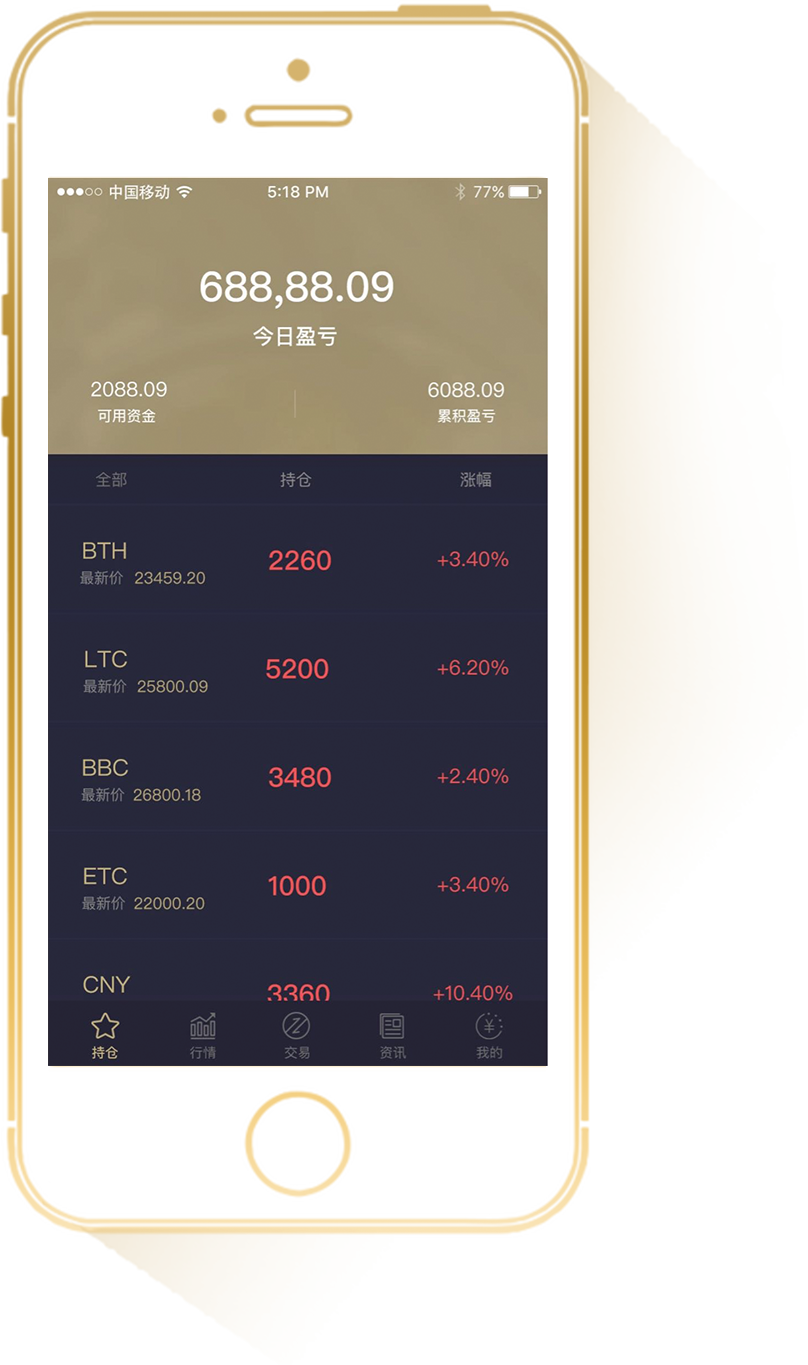 中国移动 5:18 PM 77%
688,88.09
今日盈亏
2088.09 6088.09
可用资金 累积盈亏
全部 持仓 涨幅
BTH 2260 +3.40%
最新价 23459.20
LTC 5200 +6.20%
最新价 25800.09
BBC 3480 +2.40%
最新价 26800.18
ETC 1000 +3.40%
最新价 22000.20
CNY 3360 +10.40%
持仓 行情 交易 资讯 我的